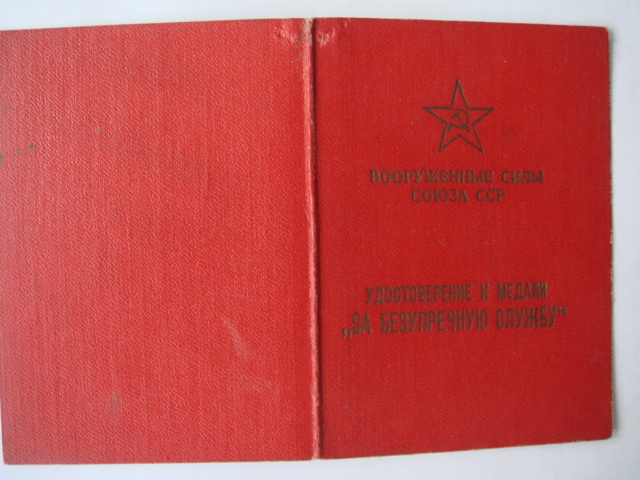 ВООРУЖЕННЫЕ СИЛЫ
СОЮЗА ССР
УДОСТОВЕРЕНИЕ К МЕДАЛИ
„ЗА БЕЗУПРЕЧНУЮ СЛУЖБУ“